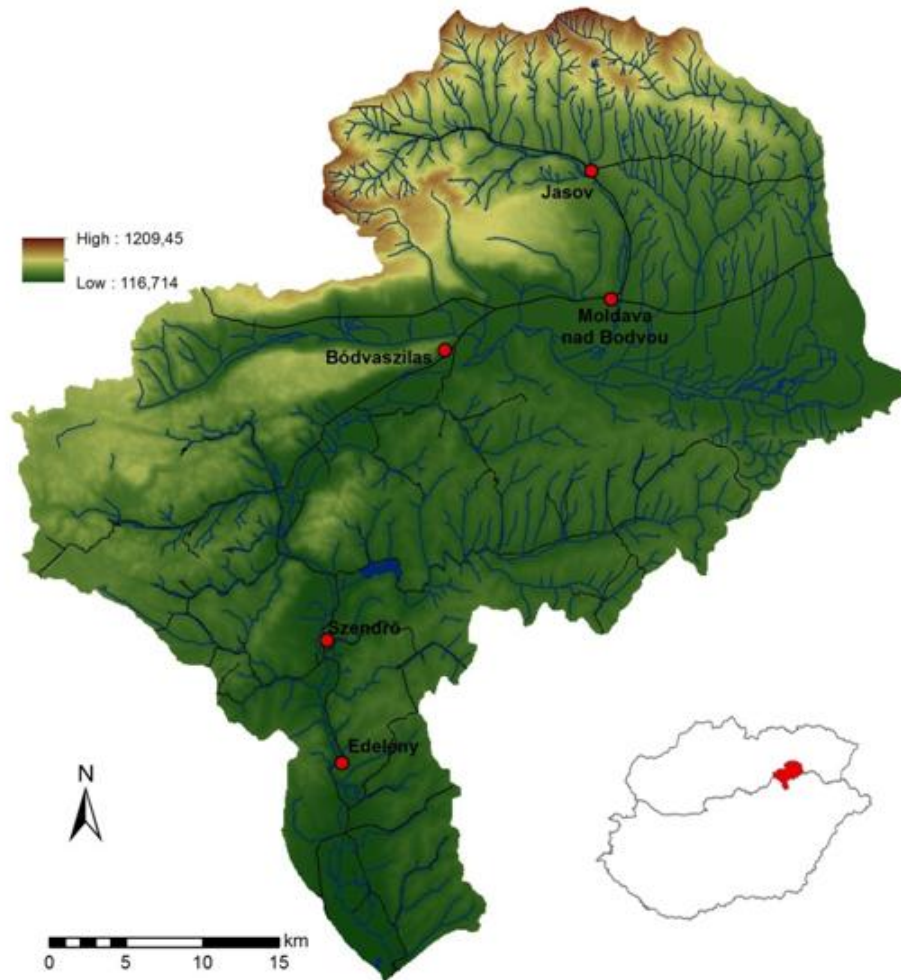 Jasov
High : 1209,45
Low : 116,714
Moldava
nad Bodvou
Bódvaszilas
Szendrő
Edelény
N
km
0 5 10 15